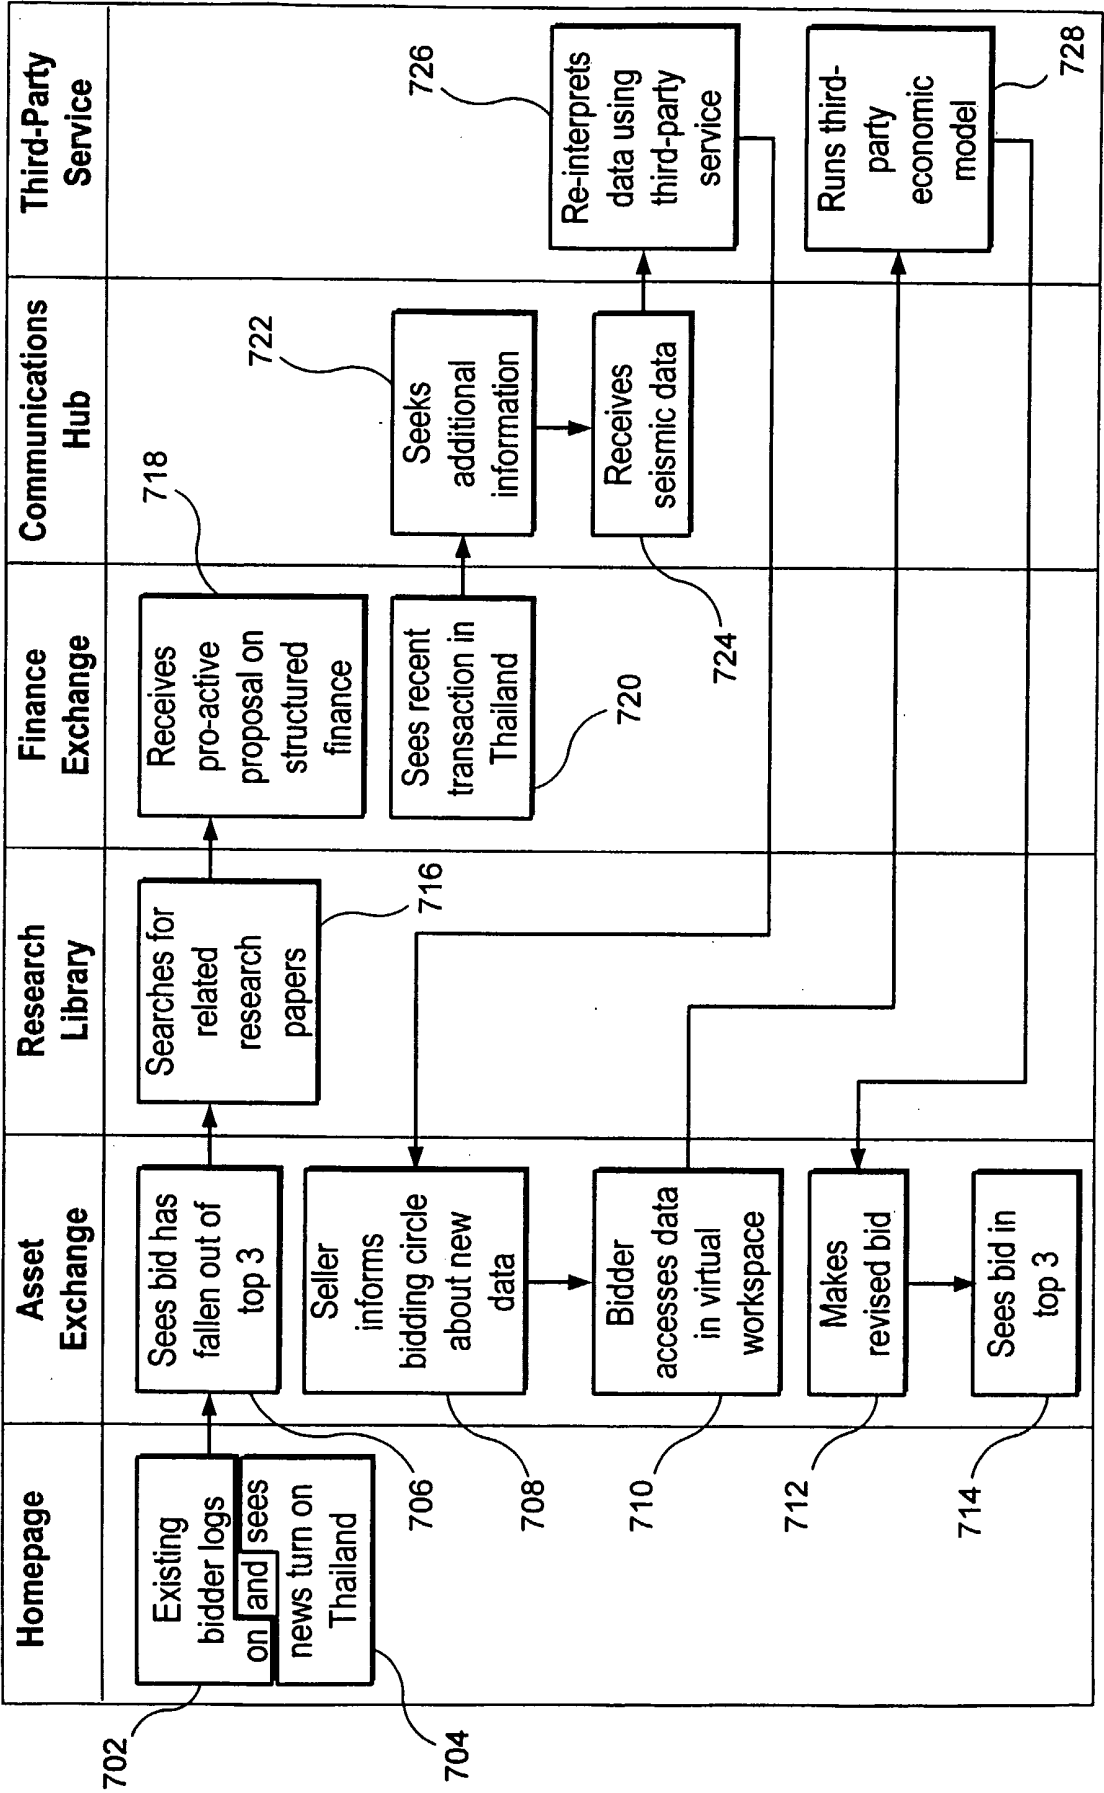 Homepage
Asset
Exchange
Research
Library
Finance
Exchange
Communications
Hub
Third-Party
Service
Existing
bidder logs
on and sees
news turn on
Thailand
702
704
Sees bid has
fallen out of
top 3
706
Seller
informs
bidding circle
about new
data
708
Bidder
accesses data
in virtual
workspace
710
Makes
revised bid
712
Sees bid in
top 3
714
Searches for
related
research
papers
716
Receives
pro-active
proposal on
structured
finance
718
Sees recent
transaction in
Thailand
720
Seeks
additional
information
722
Receives
seismic data
724
Re-interprets
data using
third-party
service
726
Runs third-
party
economic
model
728